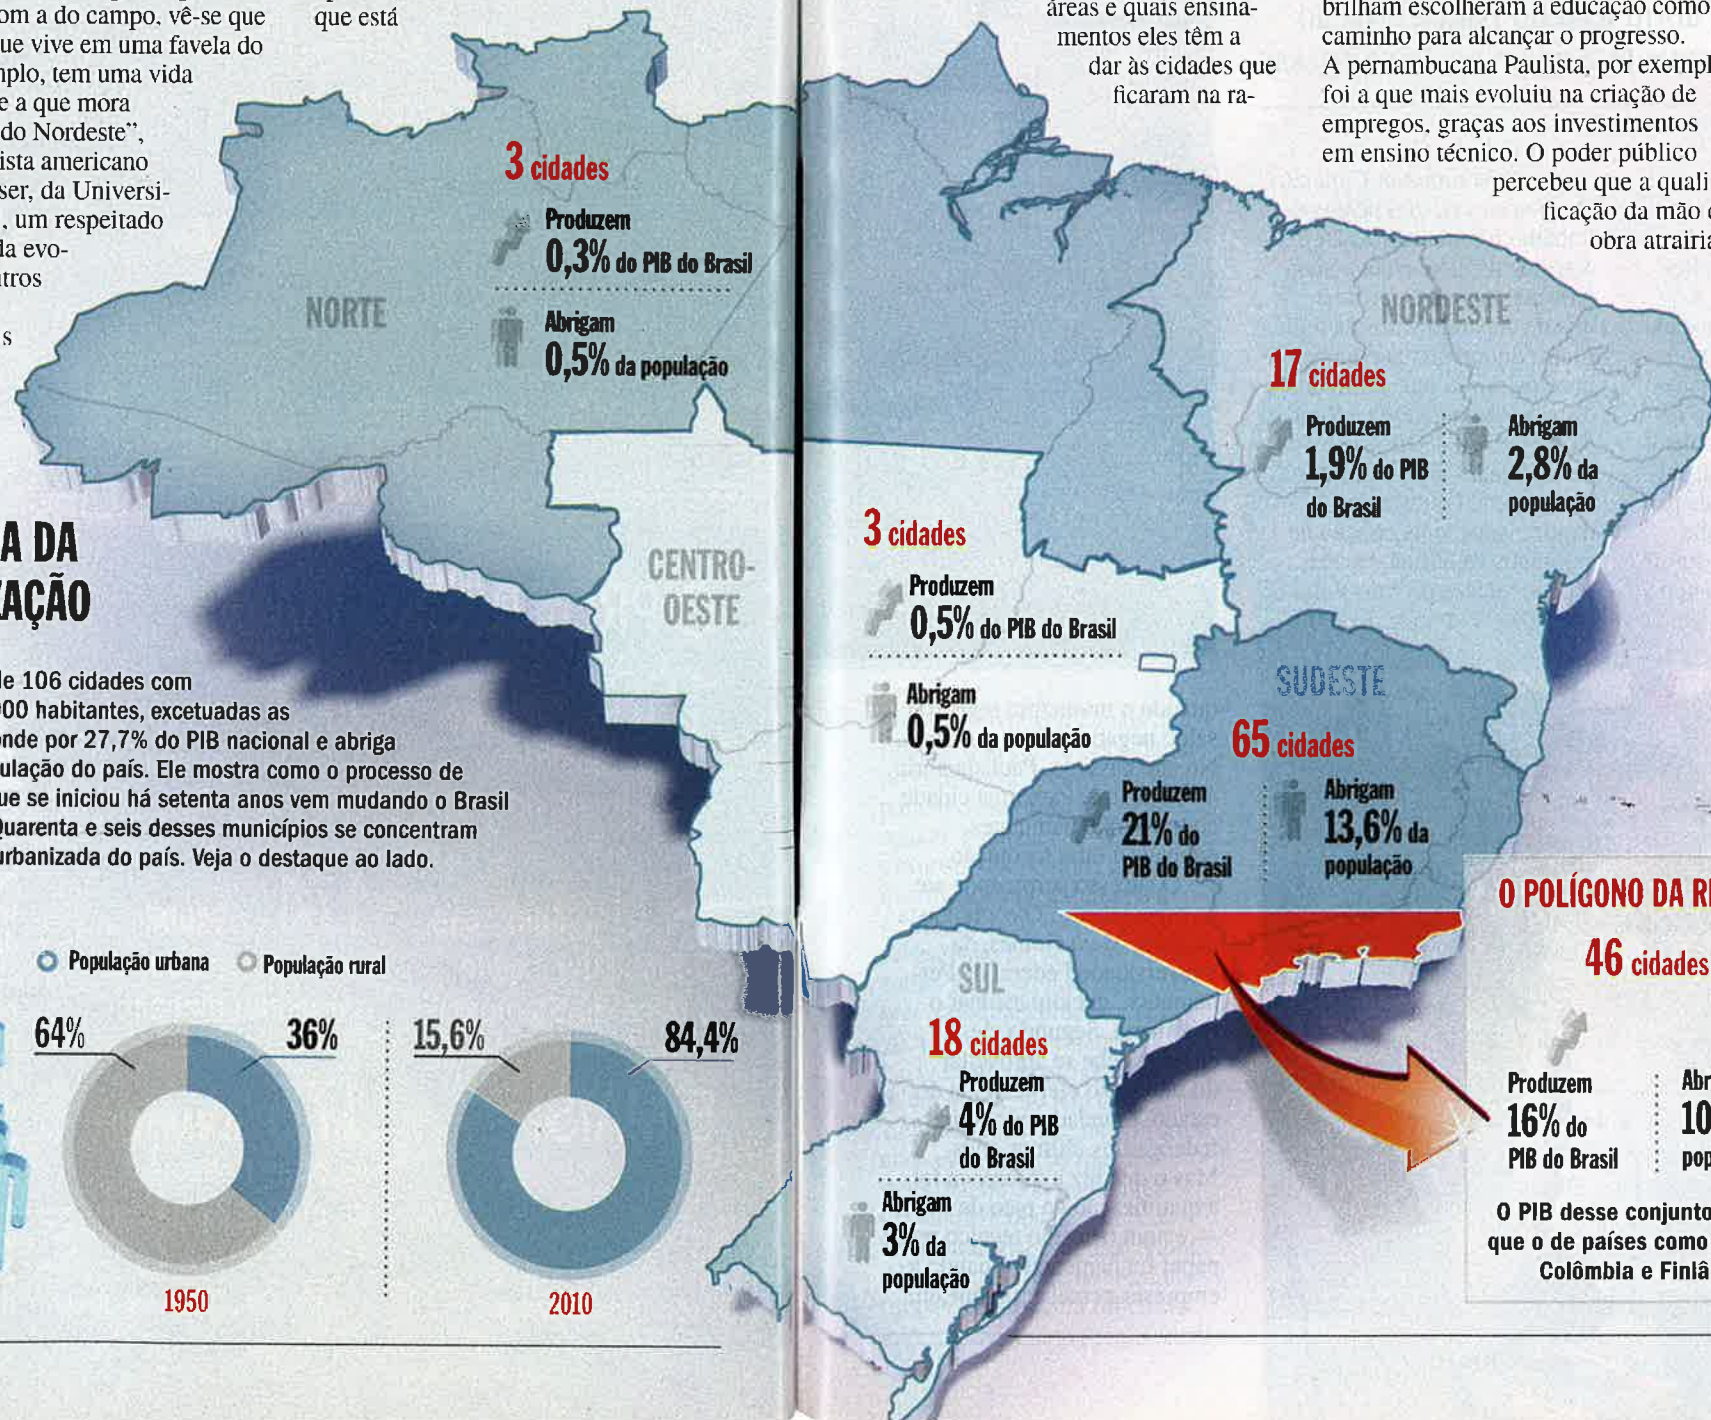 om a do campo, vê-se que
ue vive em uma favela do
nplo, tem uma vida
e a que mora
do Nordeste”,
ista americano
ser, da Universi-
, um respeitado
la evo-
itros
s
que está
áreas e quais ensina-
mentos eles têm a
dar às cidades que
ficaram na ra-
brilham escolheram a educação como
caminho para alcançar o progresso.
A pernambucana Paulista, por exempl
foi a que mais evoluiu na criação de
empregos, graças aos investimentos
em ensino técnico. O poder público
percebeu que a quali
ficação da mão d
obra atrairia
NORTE
3 cidades
Produzem
0,3% do PIB do Brasil
Abrigam
0,5% da população
NORDESTE
17 cidades
Produzem
1,9% do PIB
do Brasil
Abrigam
2,8% da
população
CENTRO-
OESTE
3 cidades
Produzem
0,5% do PIB do Brasil
Abrigam
0,5% da população
SUDESTE
65 cidades
Produzem
21% do
PIB do Brasil
Abrigam
13,6% da
população
SUL
18 cidades
Produzem
4% do PIB
do Brasil
Abrigam
3% da
população
A DA
ZAÇÃO
de 106 cidades com
000 habitantes, excetuadas as
onde por 27,7% do PIB nacional e abriga
ulação do país. Ele mostra como o processo de
ue se iniciou há setenta anos vem mudando o Brasil
Quarenta e seis desses municípios se concentram
urbanizada do país. Veja o destaque ao lado.
População urbana População rural
64%
36%
1950
15,6%
84,4%
2010
O POLÍGONO DA RI
46 cidades
Produzem
16% do
PIB do Brasil
Abr
10
pop
O PIB desse conjunto
que o de países como
Colômbia e Finlâ